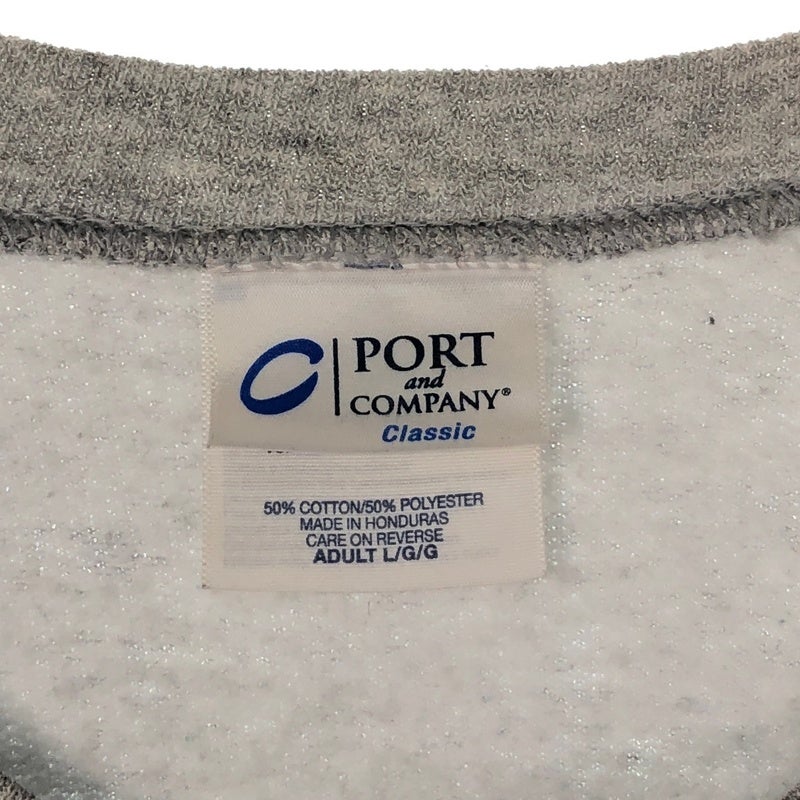 PORT
and
COMPANY®
Classic
50% COTTON/50% POLYESTER
MADE IN HONDURAS
CARE ON REVERSE
ADULT L/G/G